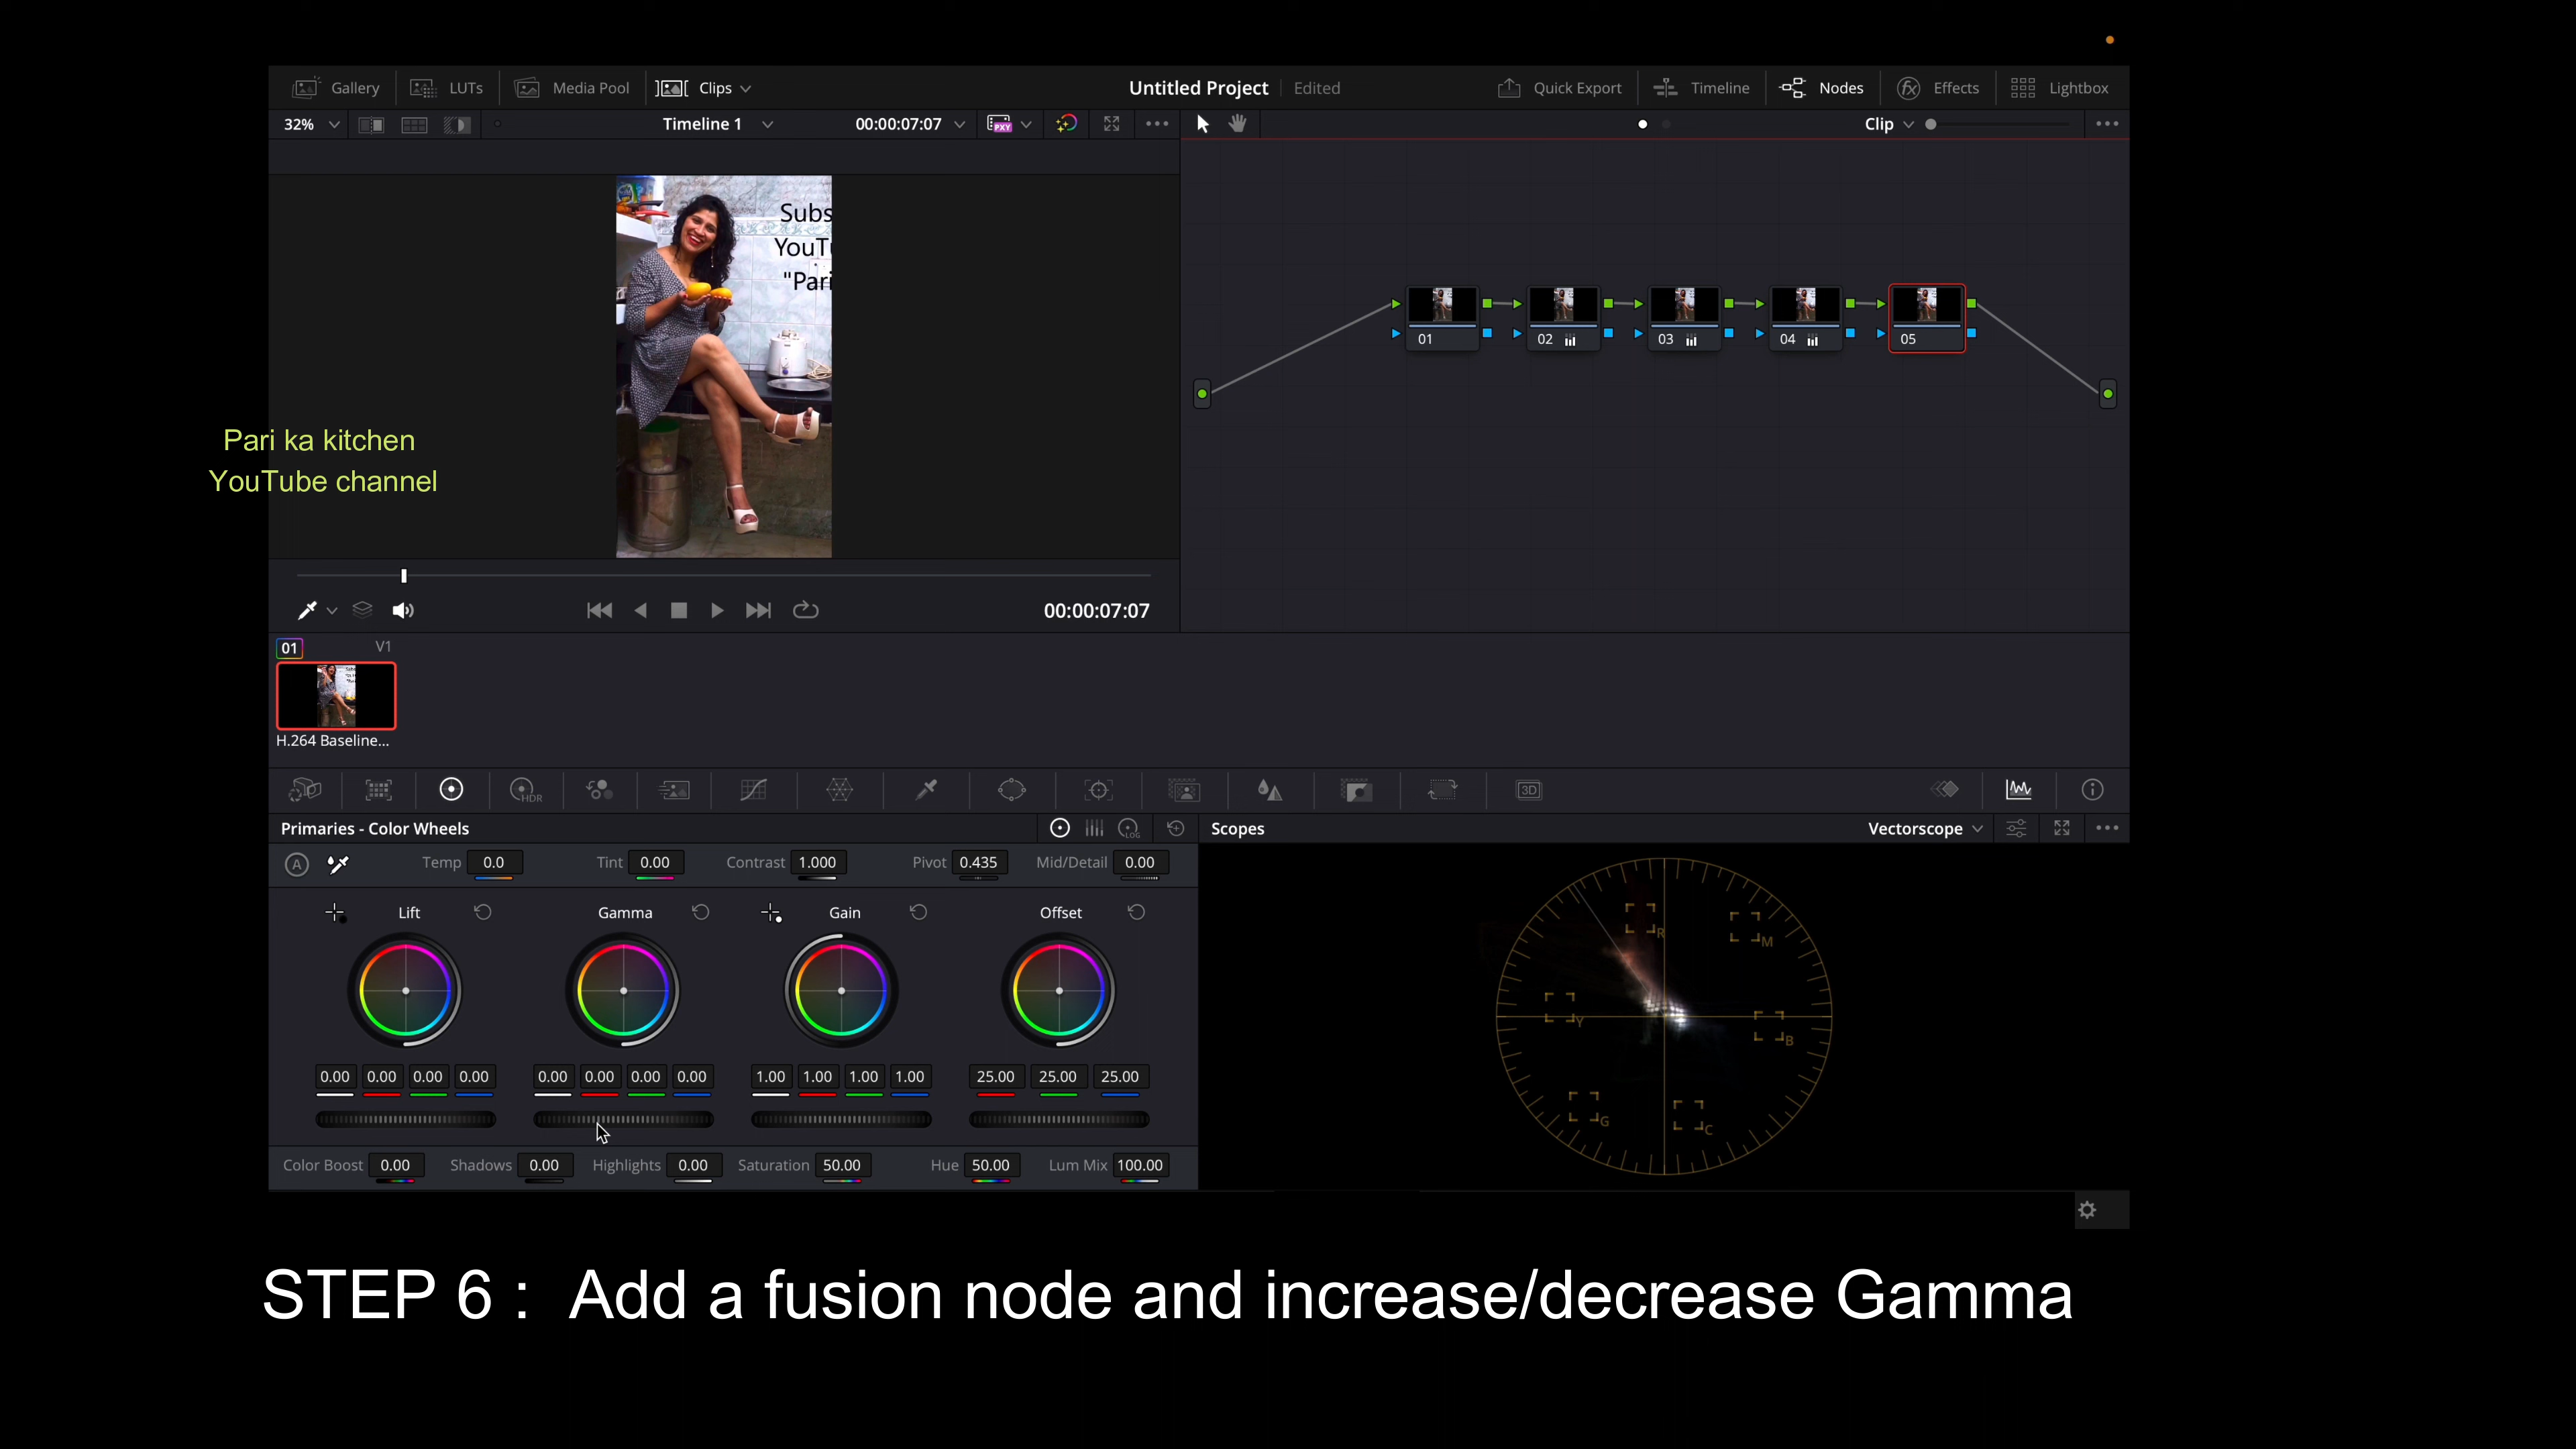 Gallery LUTs Media Pool Clips Untitled Project Edited Quick Export Timeline Nodes Effects Lightbox
32% Timeline 1 00:00:07:07 PXY Clip
Subs
YouTu
"Pari
01 02 03 04 05
Pari ka kitchen
YouTube channel
00:00:07:07
01 V1
H.264 Baseline...
HDR 3D
Primaries - Color Wheels LOG Scopes Vectorscope
A Temp 0.0 Tint 0.00 Contrast 1.000 Pivot 0.435 Mid/Detail 0.00
Lift Gamma Gain Offset
R M
Y B
G C
0.00 0.00 0.00 0.00 0.00 0.00 0.00 0.00 1.00 1.00 1.00 1.00 25.00 25.00 25.00
Color Boost 0.00 Shadows 0.00 Highlights 0.00 Saturation 50.00 Hue 50.00 Lum Mix 100.00
STEP 6 : Add a fusion node and increase/decrease Gamma